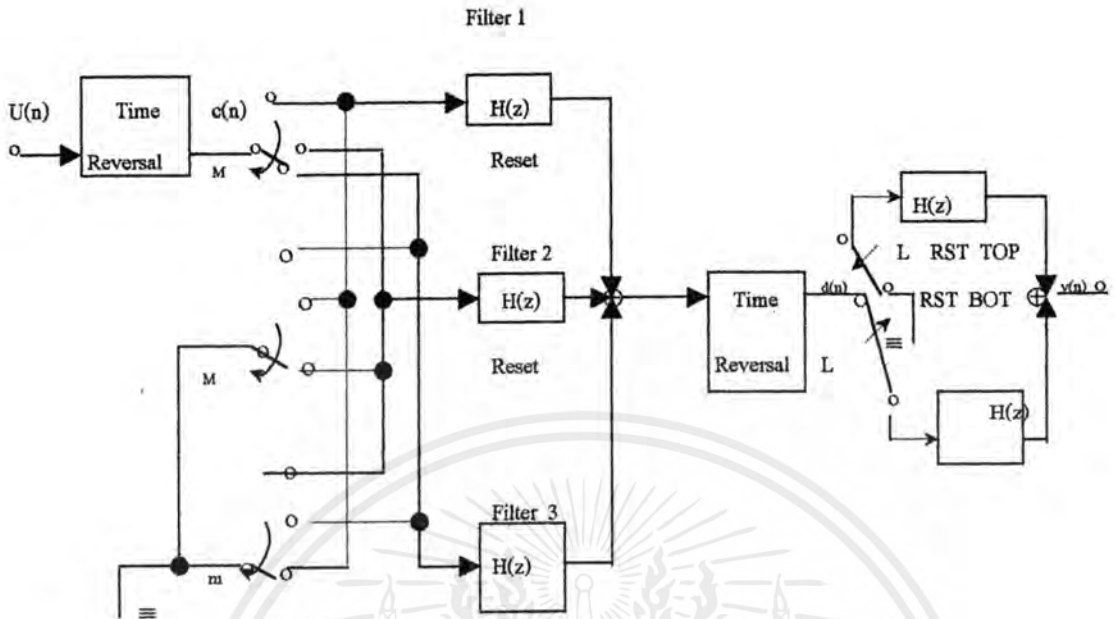 Filter 1
U(n)
Time
Reversal
c(n)
M
H(z)
Reset
Filter 2
H(z)
Reset
M
Filter 3
H(z)
m
Time
Reversal
d(n)
L
H(z)
L RST TOP
RST BOT
H(z)
y(n)